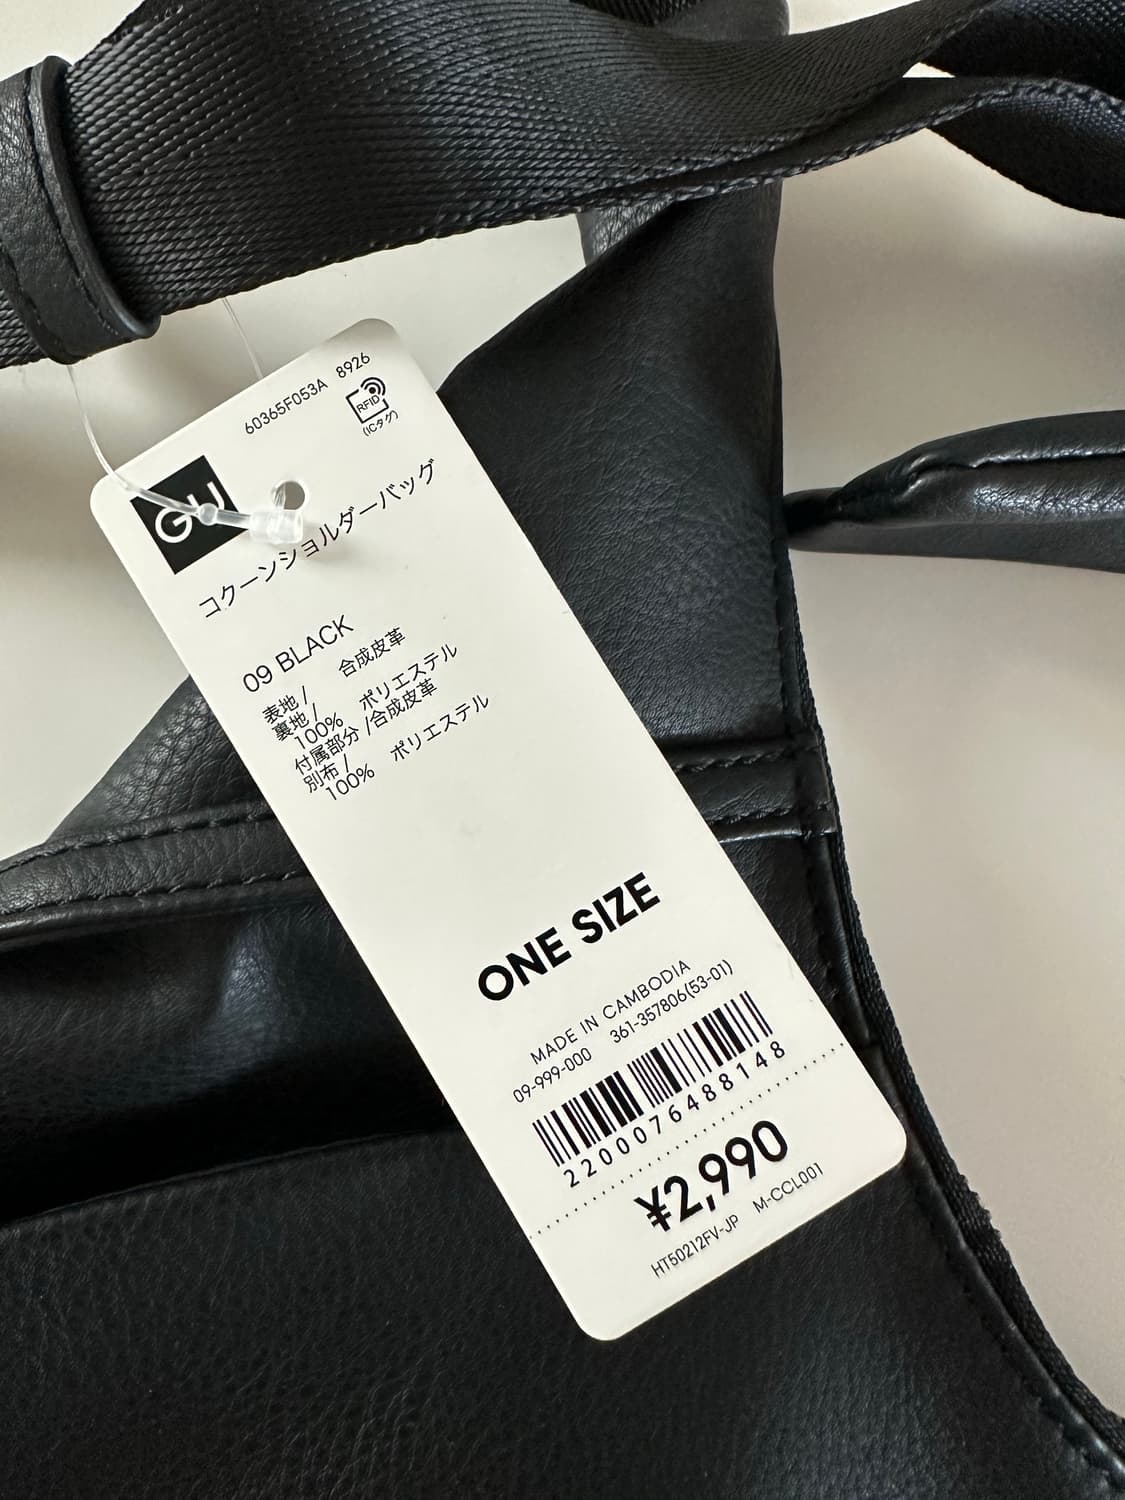 60365F053A 8926
RFID
(ICタグ)
GU
コクーンショルダーバッグ
09 BLACK
表地 / 合成皮革
裏地 /
100% ポリエステル
付属部分 /合成皮革
別布 /
100% ポリエステル
ONE SIZE
MADE IN CAMBODIA
09-999-000 361-357806(53-01)
2200076488148
¥2,990
HT50212FV-JP M-CCL001